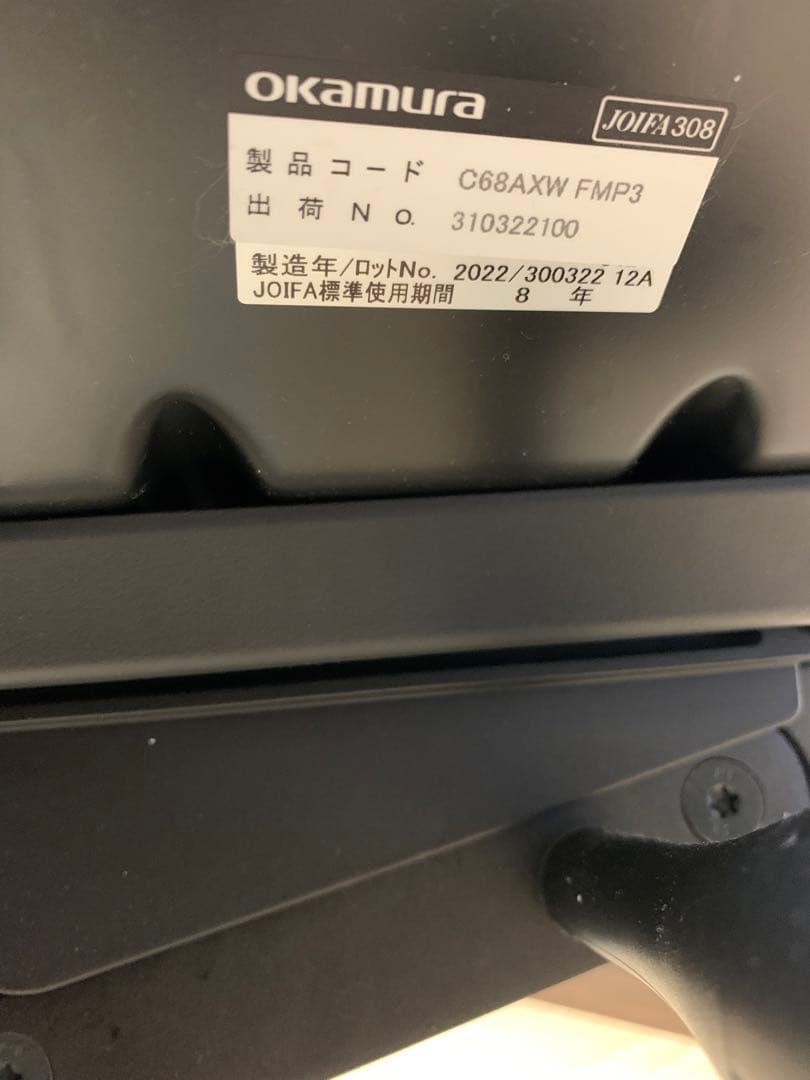 OKamura
JOIFA308
製品コード C68AXW FMP3
出荷No. 310322100
製造年/ロットNo. 2022/300322 12A
JOIFA標準使用期間 8 年